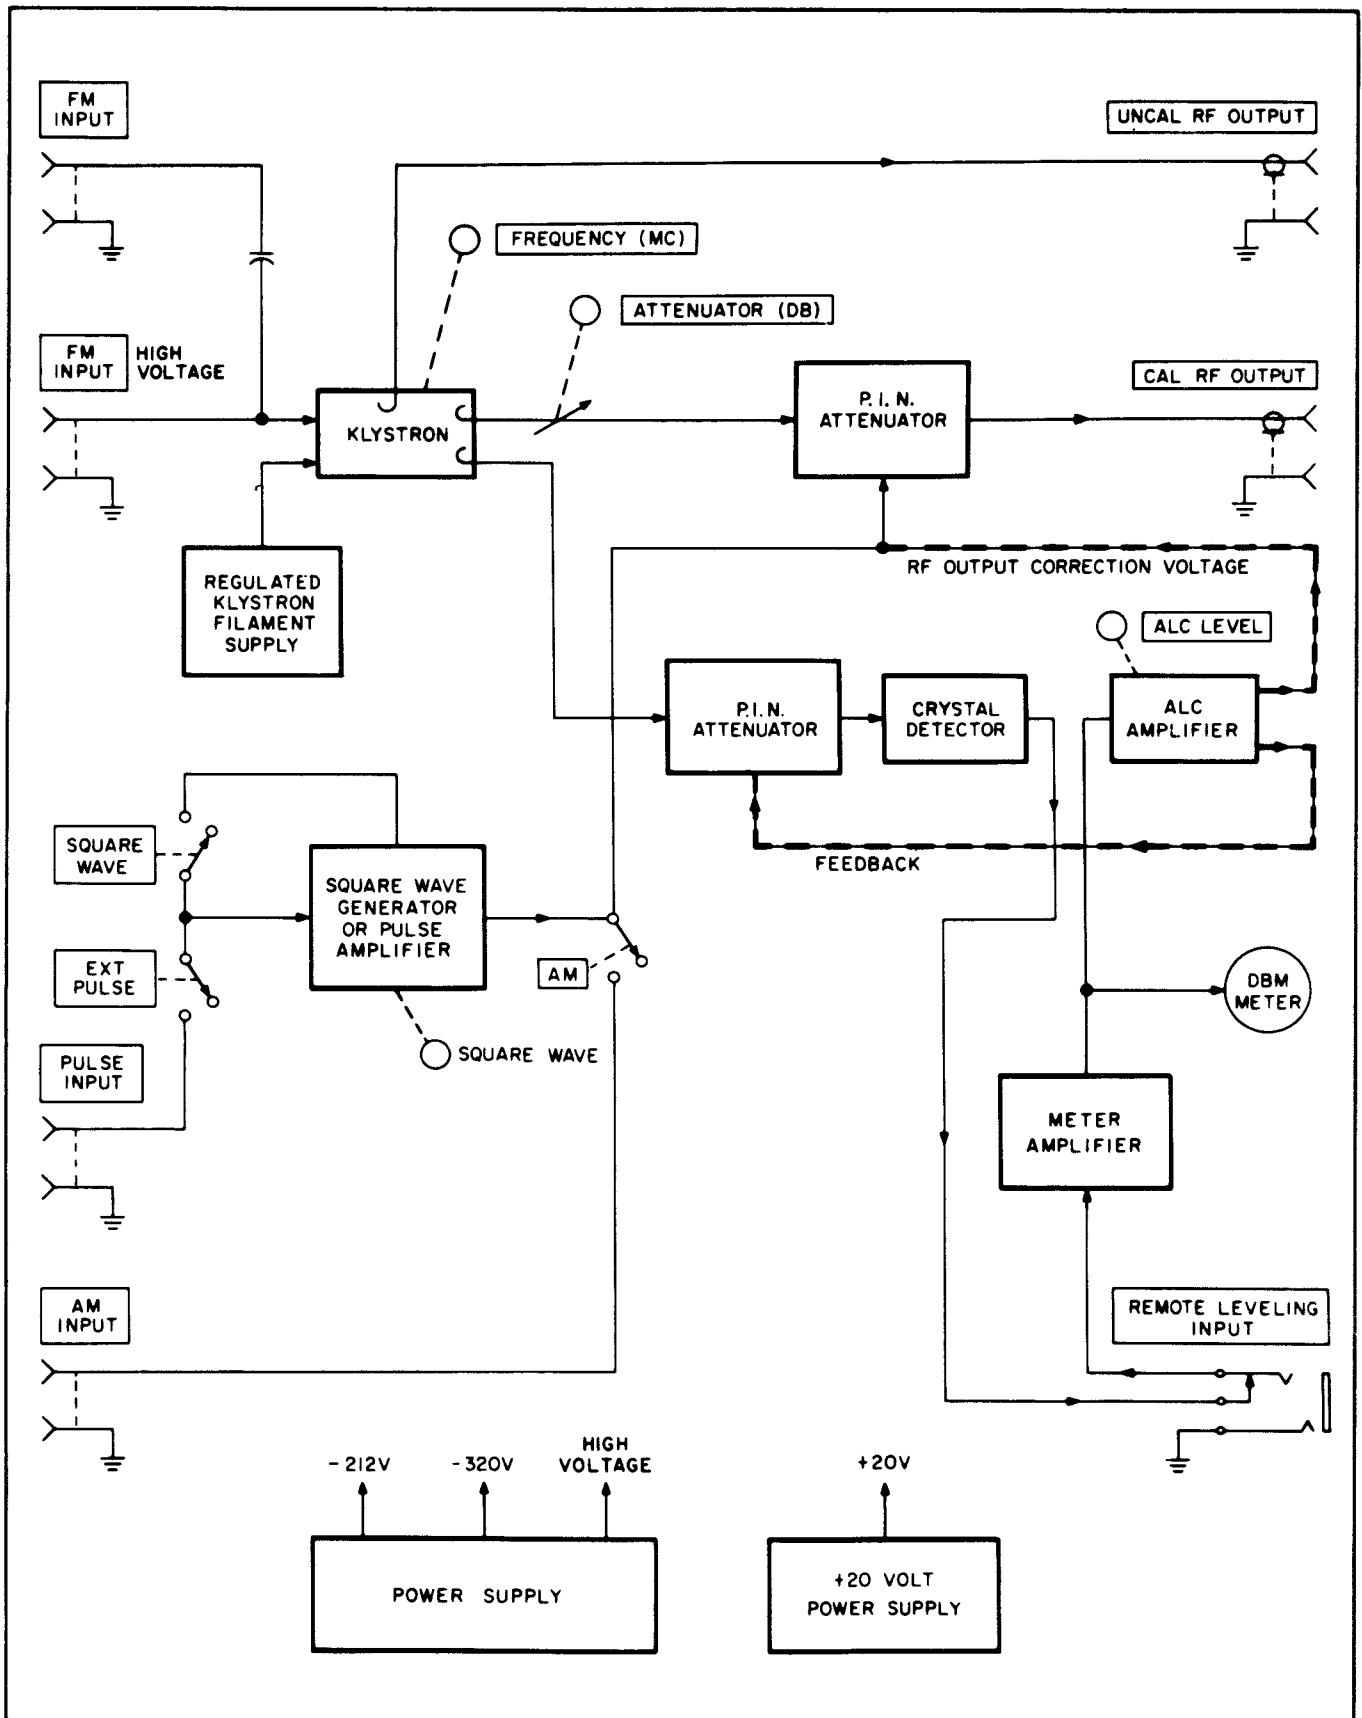 FM
INPUT
UNCAL RF OUTPUT
FREQUENCY (MC)
ATTENUATOR (DB)
FM
INPUT
HIGH
VOLTAGE
KLYSTRON
P.I.N.
ATTENUATOR
CAL RF OUTPUT
REGULATED
KLYSTRON
FILAMENT
SUPPLY
RF OUTPUT CORRECTION VOLTAGE
ALC LEVEL
P.I.N.
ATTENUATOR
CRYSTAL
DETECTOR
ALC
AMPLIFIER
FEEDBACK
SQUARE
WAVE
SQUARE WAVE
GENERATOR
OR PULSE
AMPLIFIER
EXT
PULSE
AM
DBM
METER
SQUARE WAVE
PULSE
INPUT
METER
AMPLIFIER
AM
INPUT
REMOTE LEVELING
INPUT
-212V
-320V
HIGH
VOLTAGE
+20V
POWER SUPPLY
+20 VOLT
POWER SUPPLY